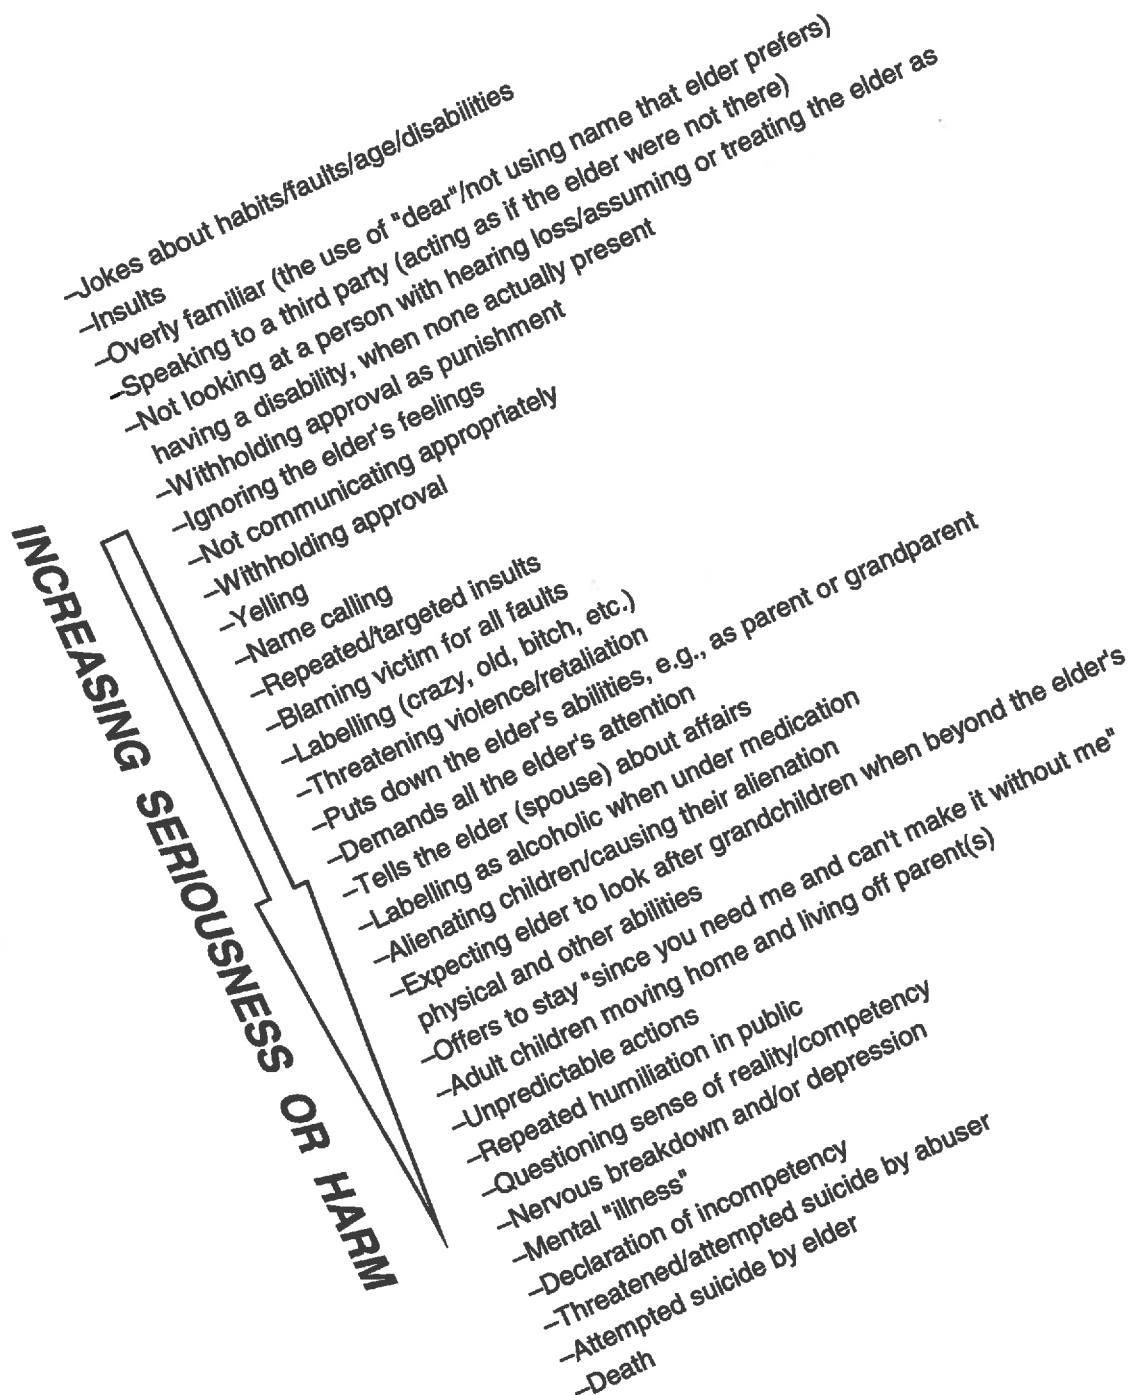 –Jokes about habits/faults/age/disabilities
–Insults
–Overly familiar (the use of "dear"/not using name that elder prefers)
–Speaking to a third party (acting as if the elder were not there)
–Not looking at a person with hearing loss/assuming or treating the elder as
having a disability, when none actually present
–Withholding approval as punishment
–Ignoring the elder's feelings
–Not communicating appropriately
–Withholding approval
–Yelling
–Name calling
–Repeated/targeted insults
–Blaming victim for all faults
–Labelling (crazy, old, bitch, etc.)
–Threatening violence/retaliation
–Puts down the elder's abilities, e.g., as parent or grandparent
–Demands all the elder's attention
–Tells the elder (spouse) about affairs
–Labelling as alcoholic when under medication
–Alienating children/causing their alienation
–Expecting elder to look after grandchildren when beyond the elder's
physical and other abilities
–Offers to stay "since you need me and can't make it without me"
–Adult children moving home and living off parent(s)
–Unpredictable actions
–Repeated humiliation in public
–Questioning sense of reality/competency
–Nervous breakdown and/or depression
–Mental "illness"
–Declaration of incompetency
–Threatened/attempted suicide by abuser
–Attempted suicide by elder
–Death
INCREASING SERIOUSNESS OR HARM